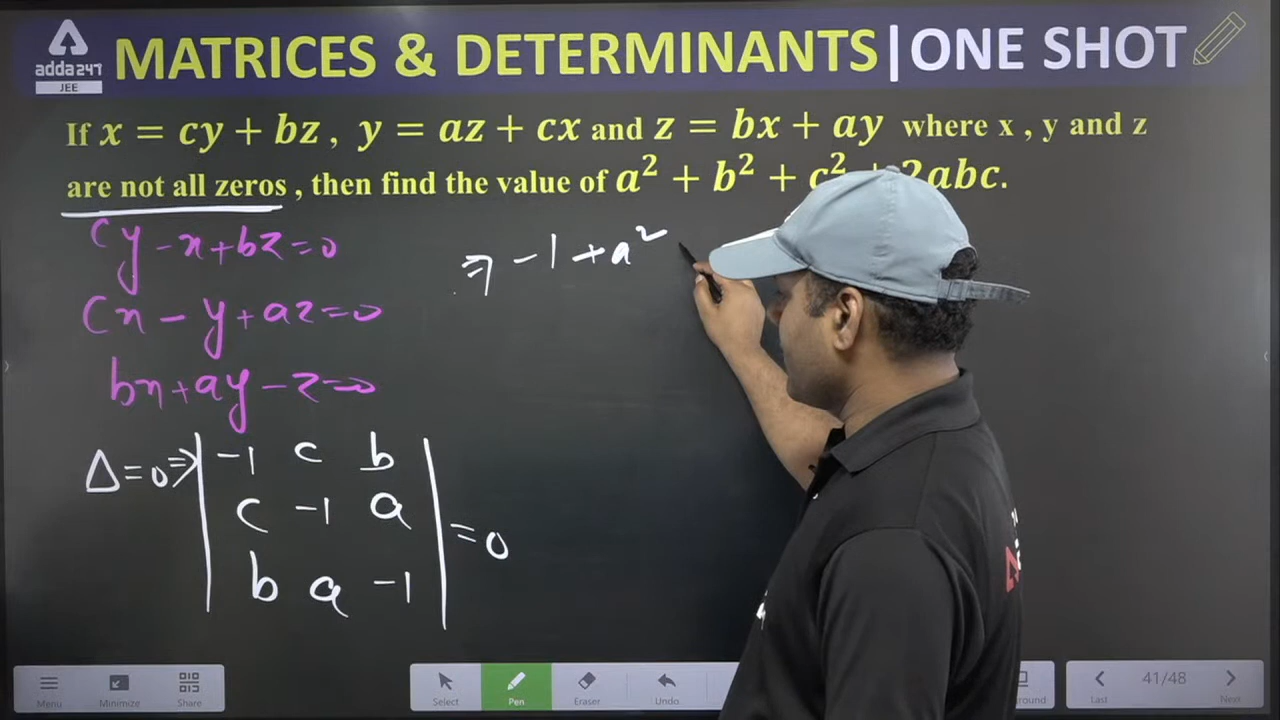 adda247
JEE
MATRICES & DETERMINANTS | ONE SHOT
If x = cy + bz , y = az + cx and z = bx + ay where x , y and z
are not all zeros , then find the value of a² + b² + c² + 2abc.
cy - x + bz = 0
cx - y + az = 0
bx + ay - z = 0
⇒ -1 + a²
Δ = 0 ⇒ | -1 c b |
| c -1 a | = 0
| b a -1 |
Menu Minimize Share Select Pen Eraser Undo Last 41/48 Next